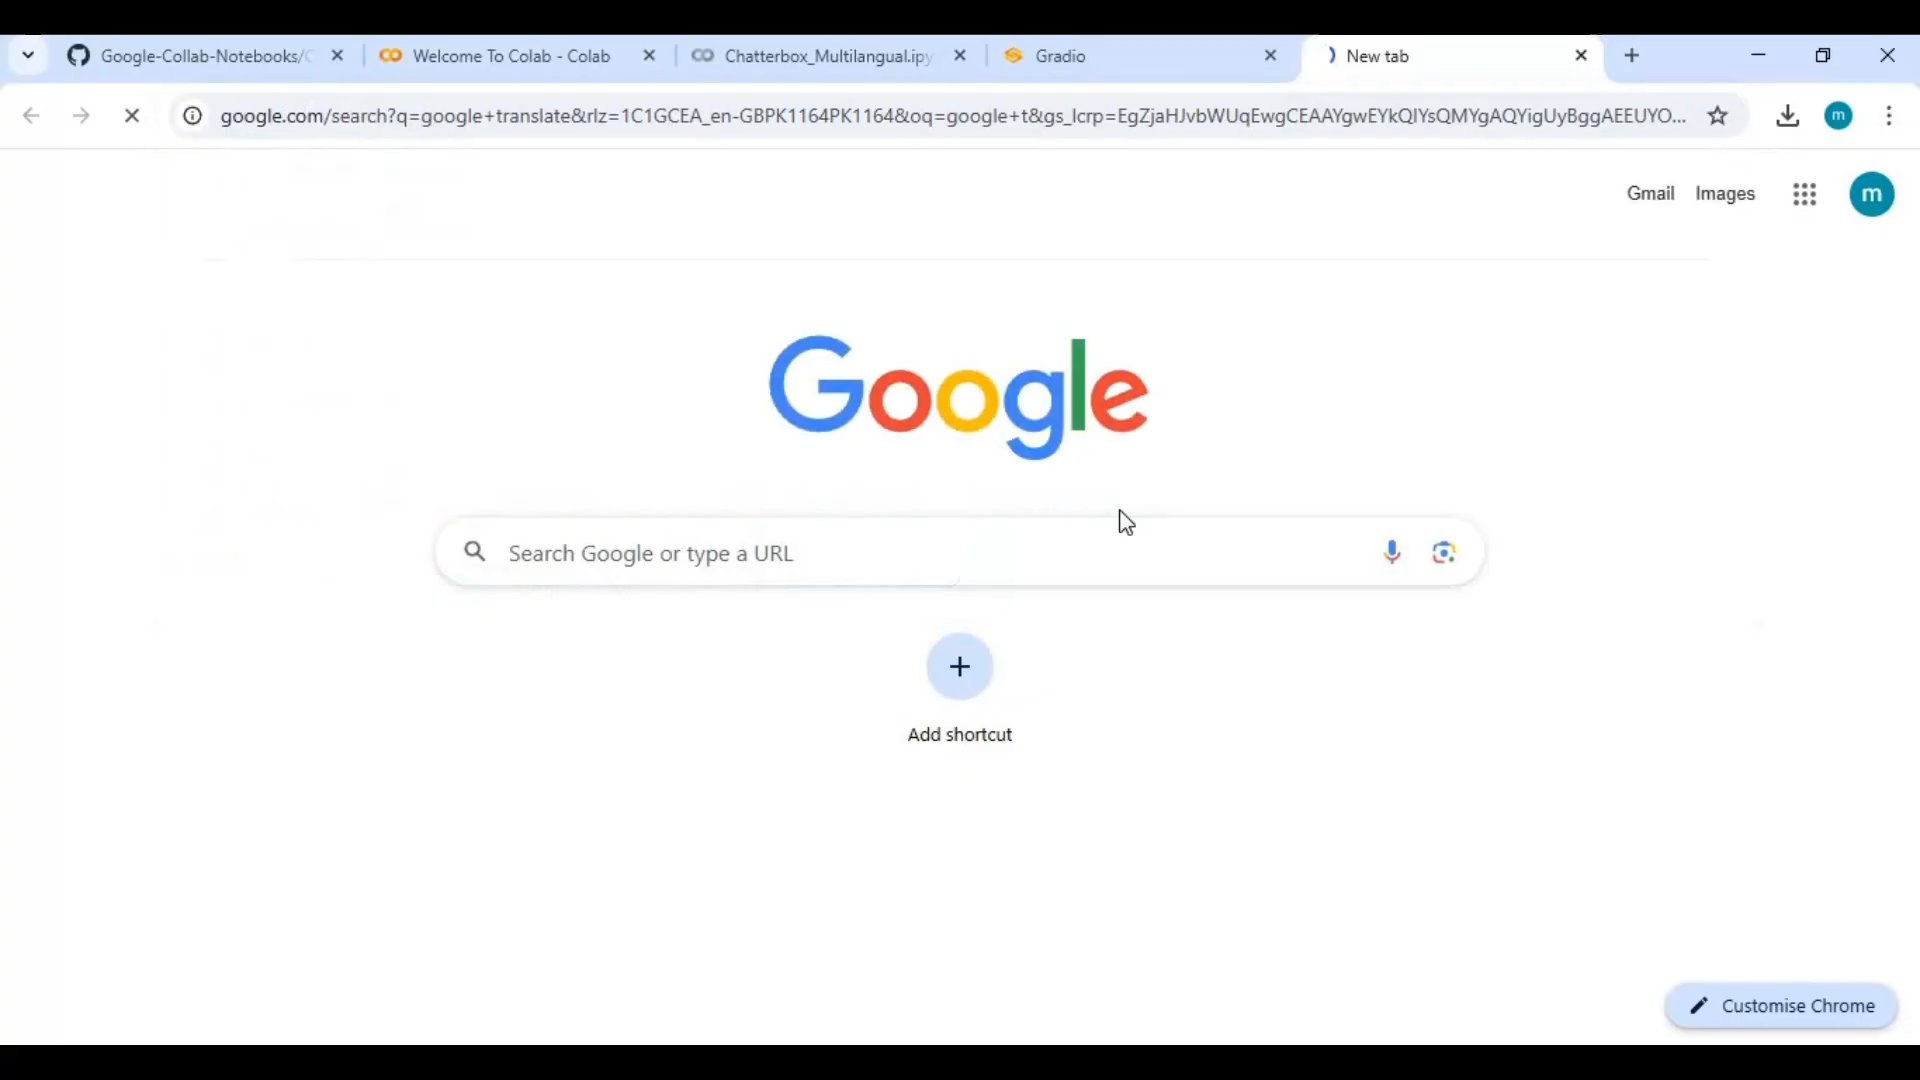 Google-Collab-Notebooks/C
Welcome To Colab - Colab
Chatterbox_Multilangual.ipy
Gradio
New tab
google.com/search?q=google+translate&rlz=1C1GCEA_en-GBPK1164PK1164&oq=google+t&gs_lcrp=EgZjaHJvbWUqEwgCEAAYgwEYkQIYsQMYgAQYigUyBggAEEUYO...
m
Gmail
Images
m
Google
Search Google or type a URL
Add shortcut
Customise Chrome